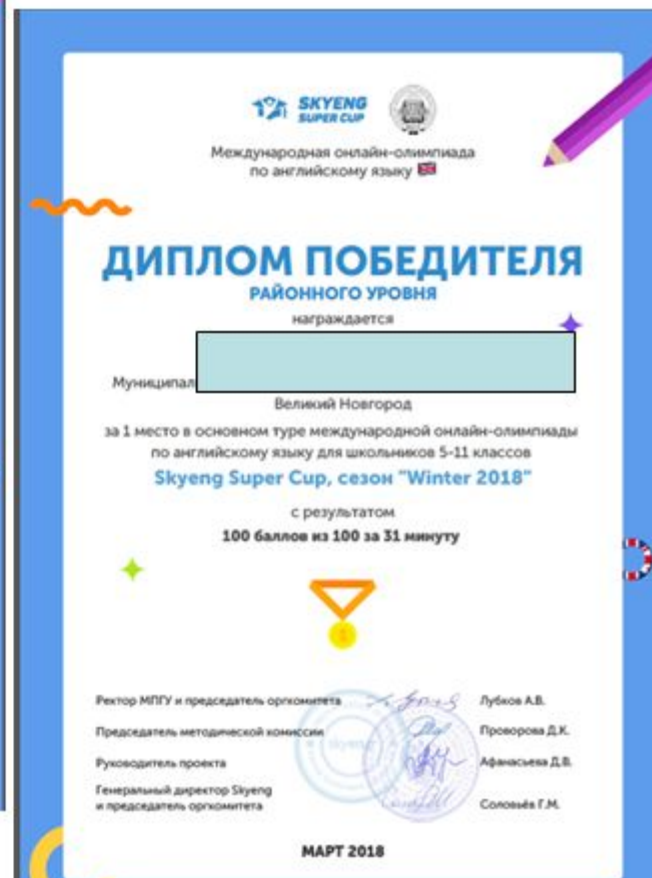 SKYENG
SUPER CUP
Международная онлайн-олимпиада
по английскому языку
ДИПЛОМ ПОБЕДИТЕЛЯ
РАЙОННОГО УРОВНЯ
награждается
Муниципал
Великий Новгород
за 1 место в основном туре международной онлайн-олимпиады
по английскому языку для школьников 5-11 классов
Skyeng Super Cup, сезон "Winter 2018"
с результатом
100 баллов из 100 за 31 минуту
1
Ректор МПГУ и председатель оргкомитета Лубков А.В.
Председатель методической комиссии Проворова Д.К.
Руководитель проекта Афанасьева Д.В.
Генеральный директор Skyeng
и председатель оргкомитета Соловьёв Г.М.
skyeng
МАРТ 2018